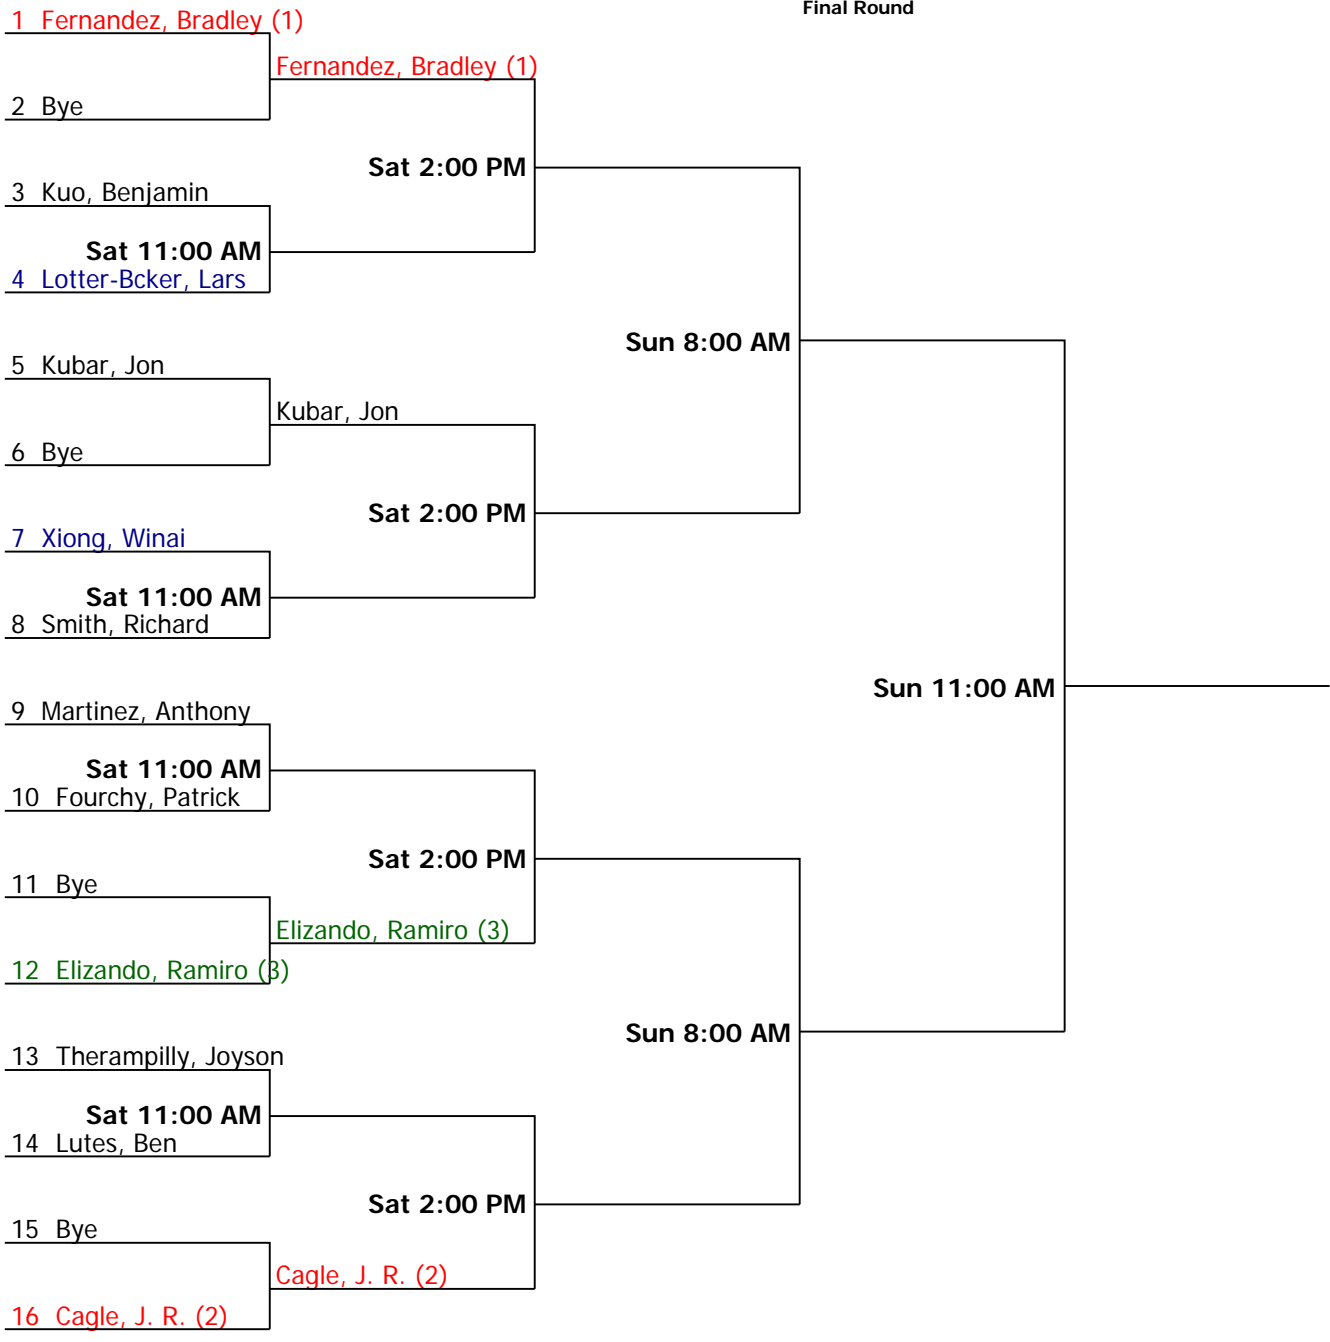 Final Round
1 Fernandez, Bradley (1)
Fernandez, Bradley (1)
2 Bye
Sat 2:00 PM
3 Kuo, Benjamin
Sat 11:00 AM
4 Lotter-Bcker, Lars
Sun 8:00 AM
5 Kubar, Jon
Kubar, Jon
6 Bye
Sat 2:00 PM
7 Xiong, Winai
Sat 11:00 AM
8 Smith, Richard
Sun 11:00 AM
9 Martinez, Anthony
Sat 11:00 AM
10 Fourchy, Patrick
Sat 2:00 PM
11 Bye
Elizando, Ramiro (3)
12 Elizando, Ramiro (3)
Sun 8:00 AM
13 Therampilly, Joyson
Sat 11:00 AM
14 Lutes, Ben
Sat 2:00 PM
15 Bye
Cagle, J. R. (2)
16 Cagle, J. R. (2)